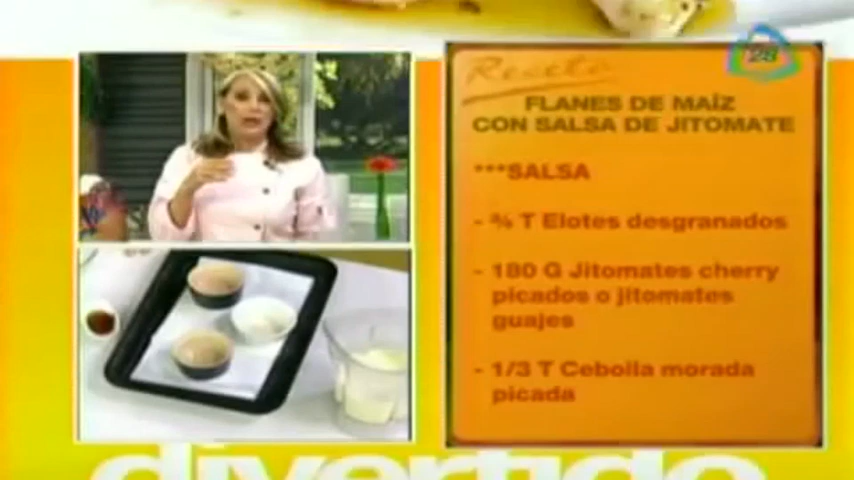 28
Receta
FLANES DE MAÍZ
CON SALSA DE JITOMATE
***SALSA
- ¾ T Elotes desgranados
- 180 G Jitomates cherry
picados o jitomates
guajes
- 1/3 T Cebolla morada
picada
divertido